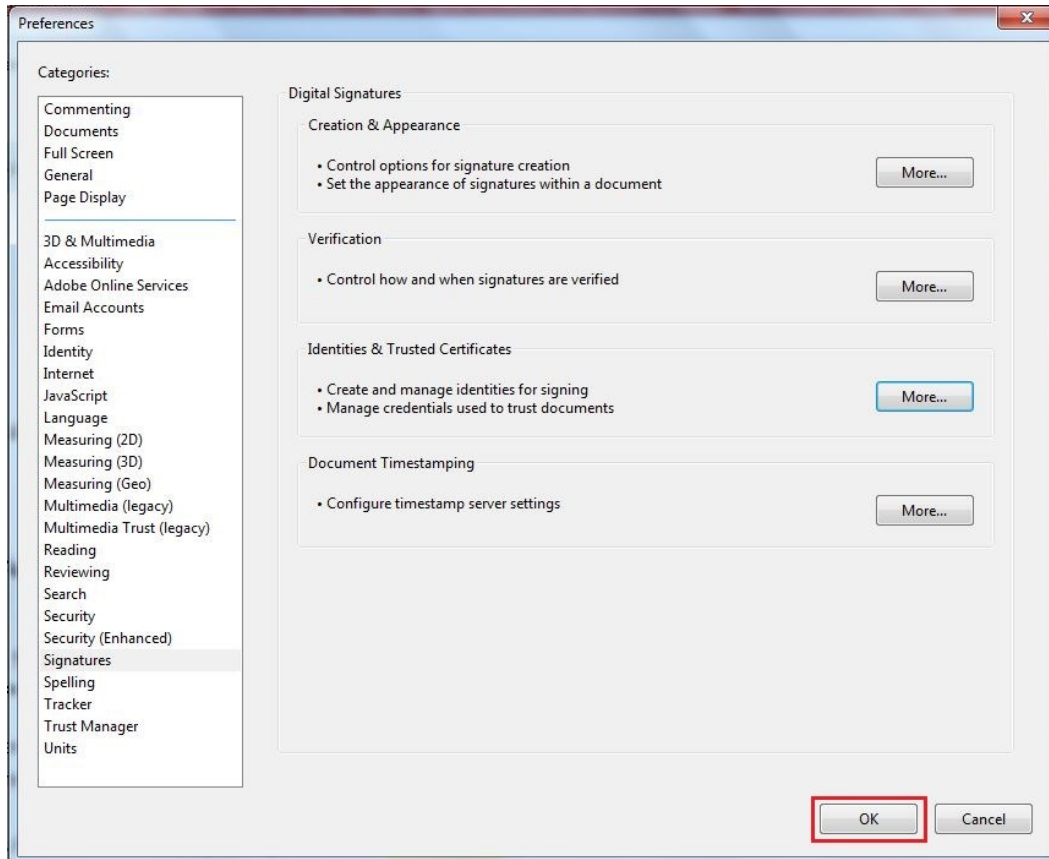 Preferences
x
Categories:
Commenting
Documents
Full Screen
General
Page Display
3D & Multimedia
Accessibility
Adobe Online Services
Email Accounts
Forms
Identity
Internet
JavaScript
Language
Measuring (2D)
Measuring (3D)
Measuring (Geo)
Multimedia (legacy)
Multimedia Trust (legacy)
Reading
Reviewing
Search
Security
Security (Enhanced)
Signatures
Spelling
Tracker
Trust Manager
Units
Digital Signatures
Creation & Appearance
• Control options for signature creation
• Set the appearance of signatures within a document
More...
Verification
• Control how and when signatures are verified
More...
Identities & Trusted Certificates
• Create and manage identities for signing
• Manage credentials used to trust documents
More...
Document Timestamping
• Configure timestamp server settings
More...
OK
Cancel